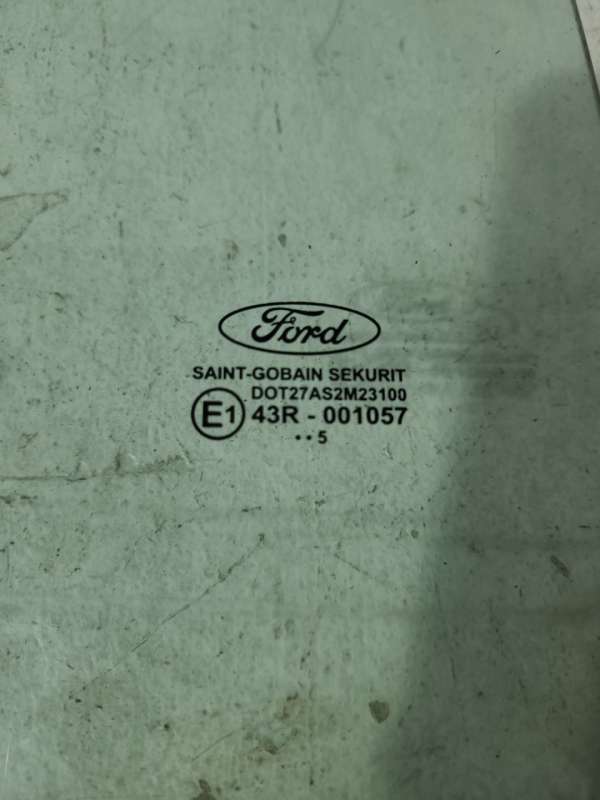 Ford
SAINT-GOBAIN SEKURIT
DOT27AS2M23100
E1 43R - 001057
••5